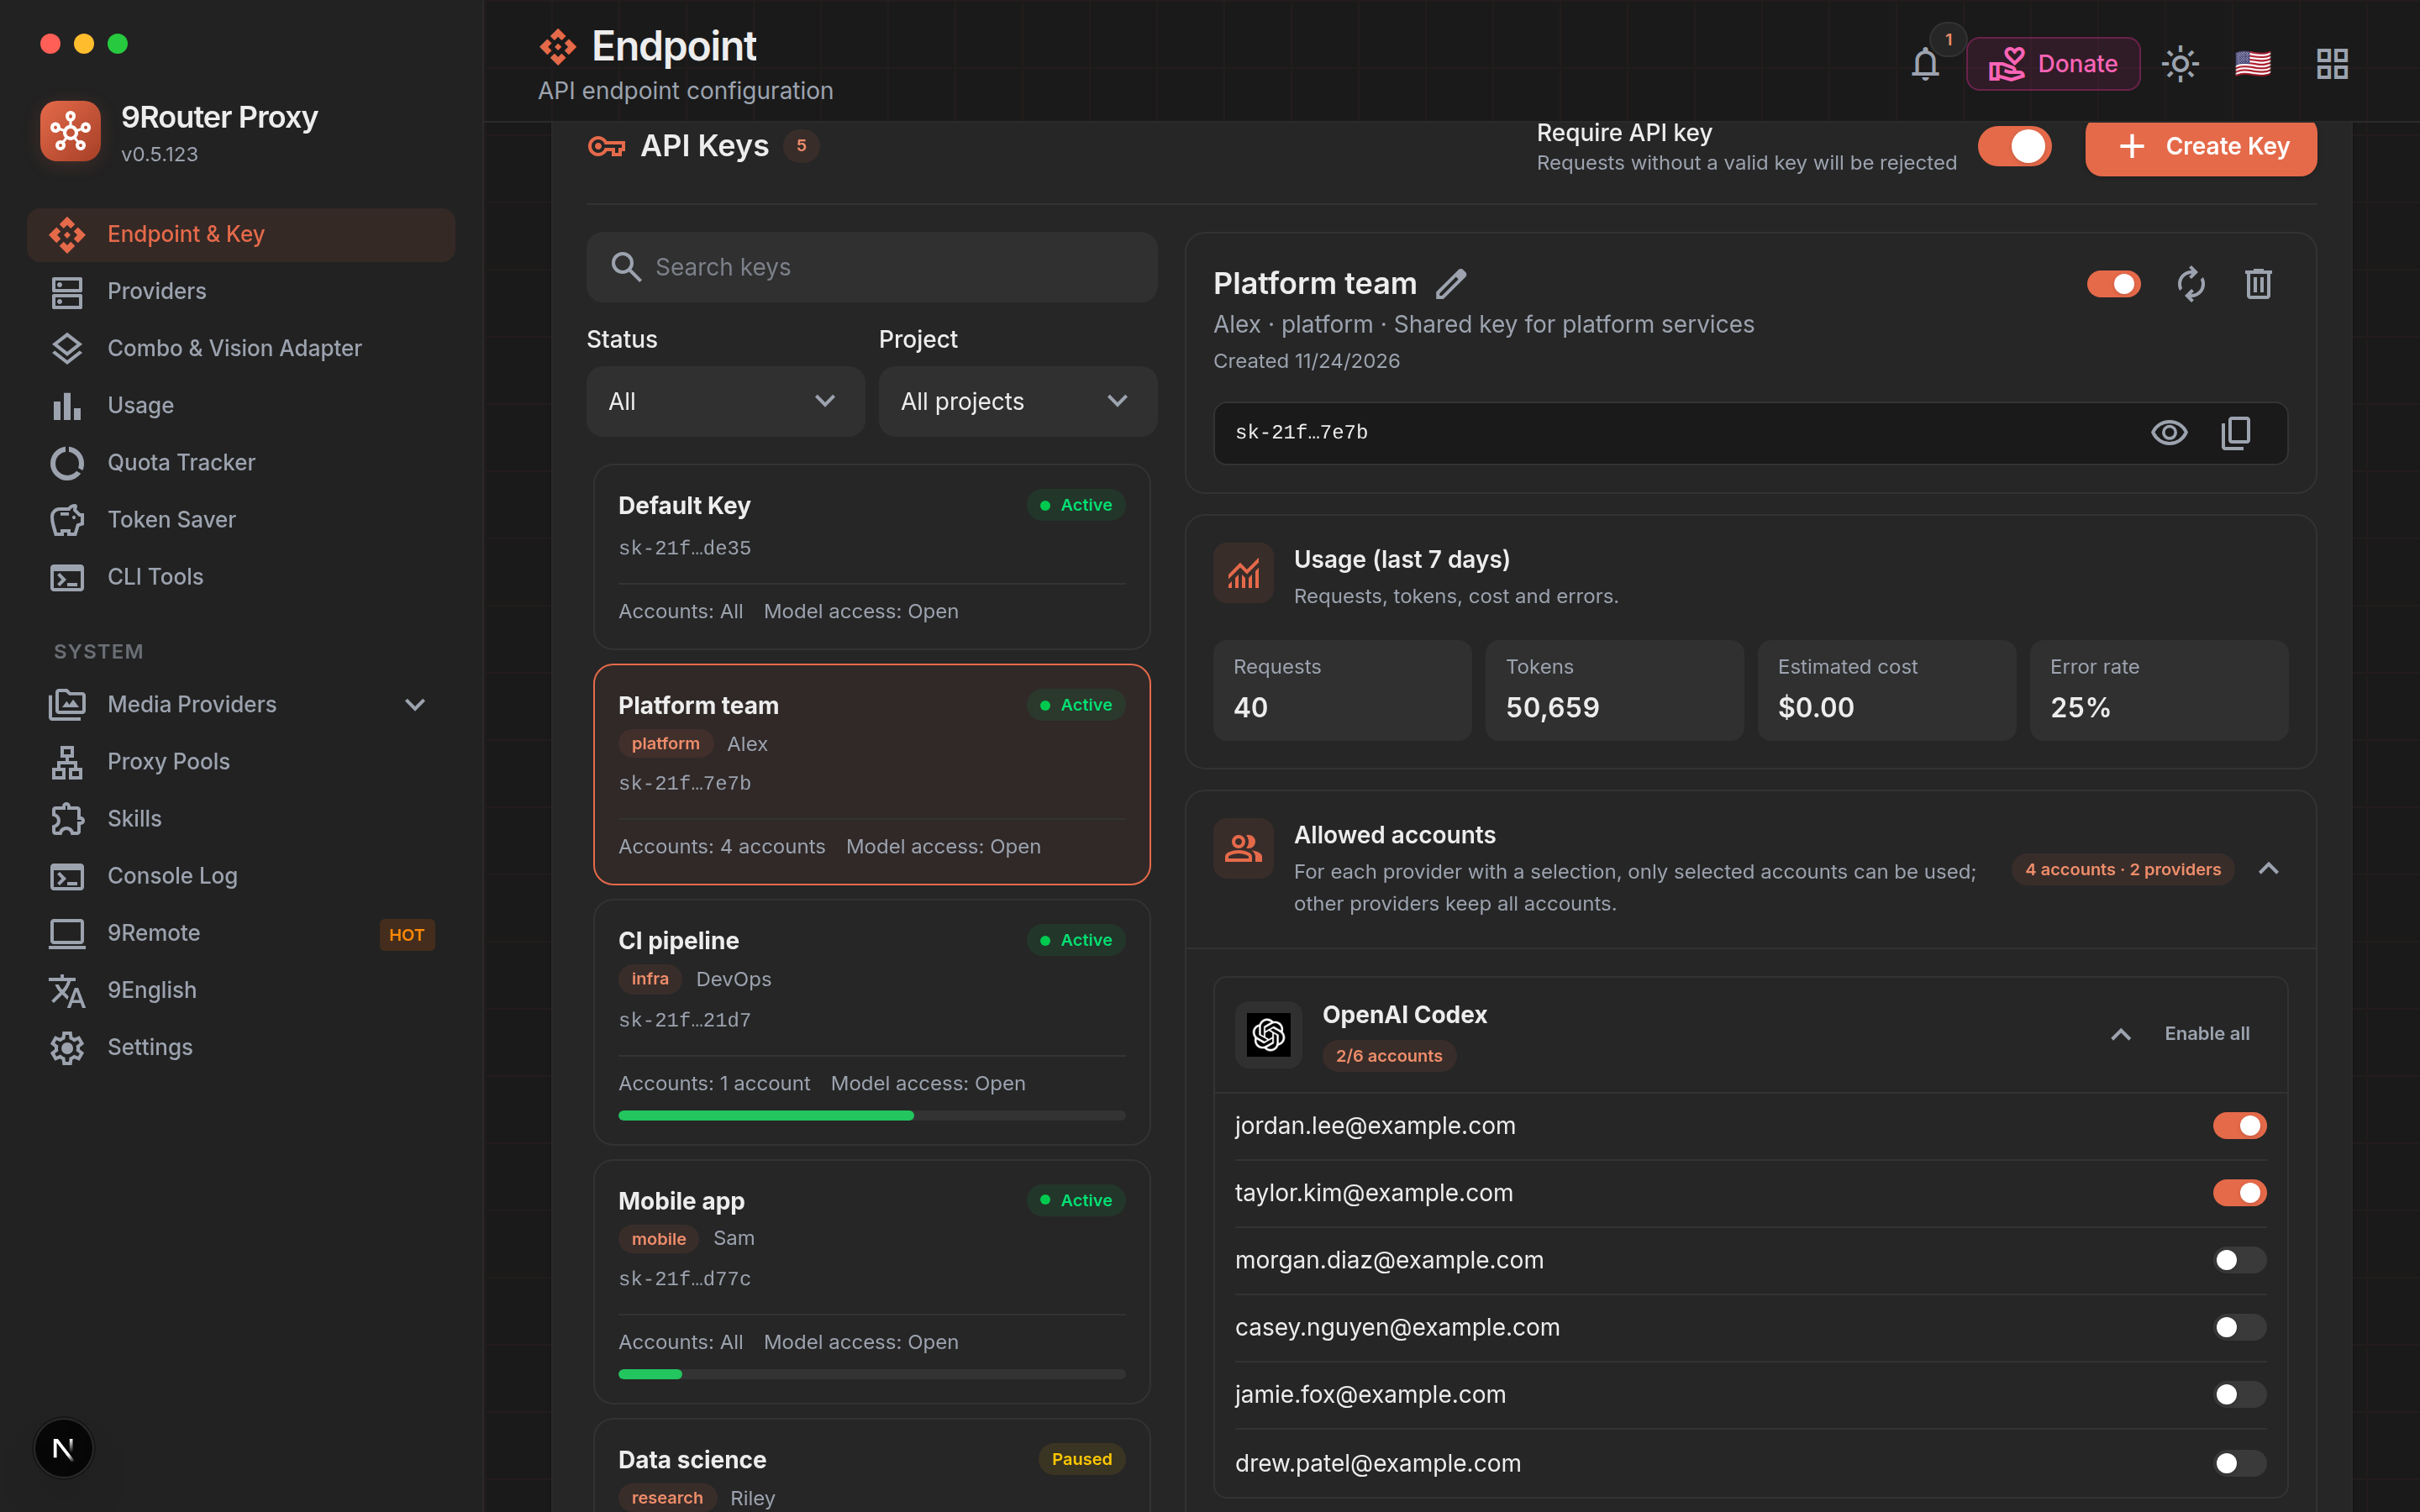 9Router Proxy
v0.5.123
Endpoint & Key
Providers
Combo & Vision Adapter
Usage
Quota Tracker
Token Saver
CLI Tools
SYSTEM
Media Providers
Proxy Pools
Skills
Console Log
9Remote HOT
9English
Settings
N
Endpoint
API endpoint configuration
1
Donate
API Keys 5
Require API key
Requests without a valid key will be rejected
Create Key
Search keys
Status Project
All All projects
Default Key Active
sk-21f…de35
Accounts: All Model access: Open
Platform team Active
platform Alex
sk-21f…7e7b
Accounts: 4 accounts Model access: Open
CI pipeline Active
infra DevOps
sk-21f…21d7
Accounts: 1 account Model access: Open
Mobile app Active
mobile Sam
sk-21f…d77c
Accounts: All Model access: Open
Data science Paused
research Riley
Platform team
Alex · platform · Shared key for platform services
Created 11/24/2026
sk-21f…7e7b
Usage (last 7 days)
Requests, tokens, cost and errors.
Requests Tokens Estimated cost Error rate
40 50,659 $0.00 25%
Allowed accounts
For each provider with a selection, only selected accounts can be used;
other providers keep all accounts.
4 accounts · 2 providers
OpenAI Codex
2/6 accounts
Enable all
jordan.lee@example.com
taylor.kim@example.com
morgan.diaz@example.com
casey.nguyen@example.com
jamie.fox@example.com
drew.patel@example.com